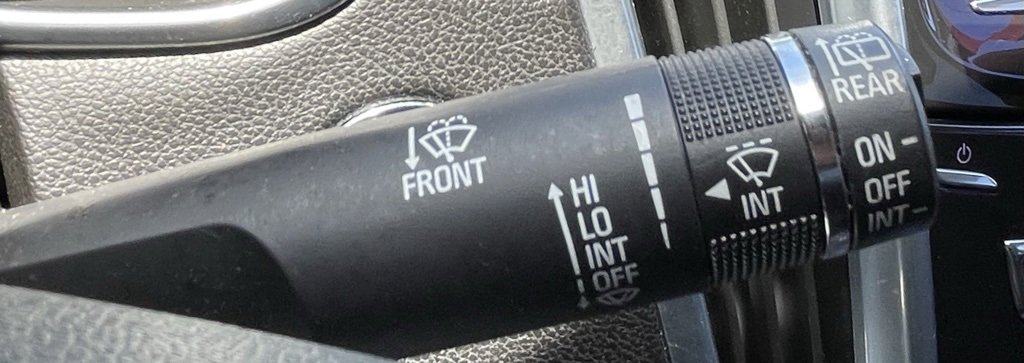 FRONT
HI
LO
INT
OFF
INT
REAR
ON
OFF
INT